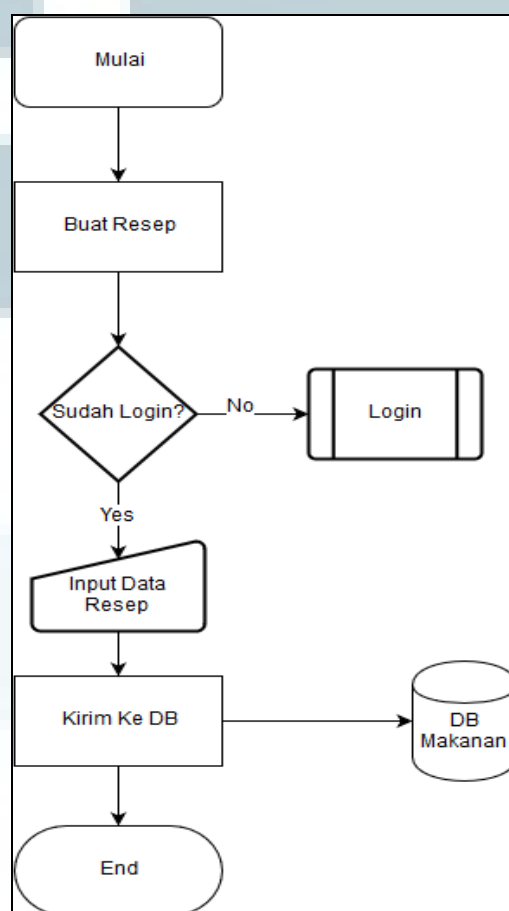 Mulai
Buat Resep
Sudah Login?
No
Login
Yes
Input Data
Resep
Kirim Ke DB
DB
Makanan
End